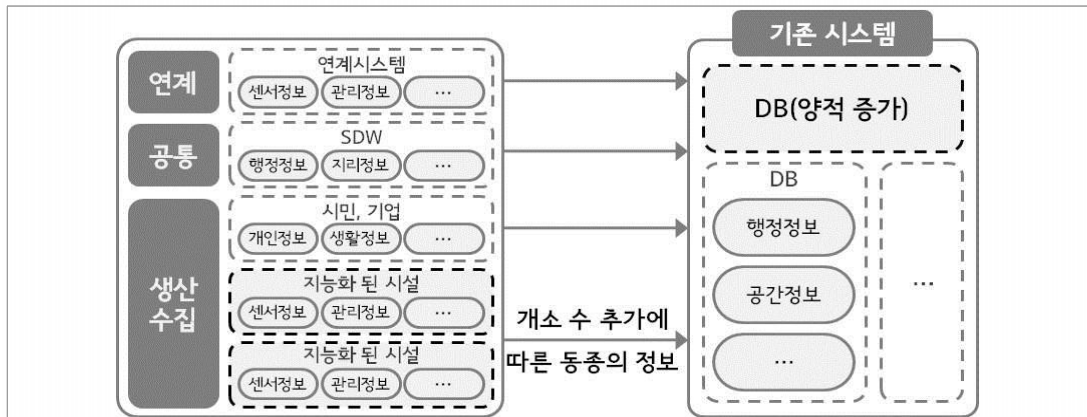 기존 시스템
연계
연계시스템
센서정보 관리정보 …
DB(양적 증가)
공통
SDW
행정정보 지리정보 …
DB
생산
수집
시민, 기업
개인정보 생활정보 …
행정정보
지능화 된 시설
센서정보 관리정보 …
공간정보
…
개소 수 추가에
따른 동종의 정보
지능화 된 시설
센서정보 관리정보 …
…